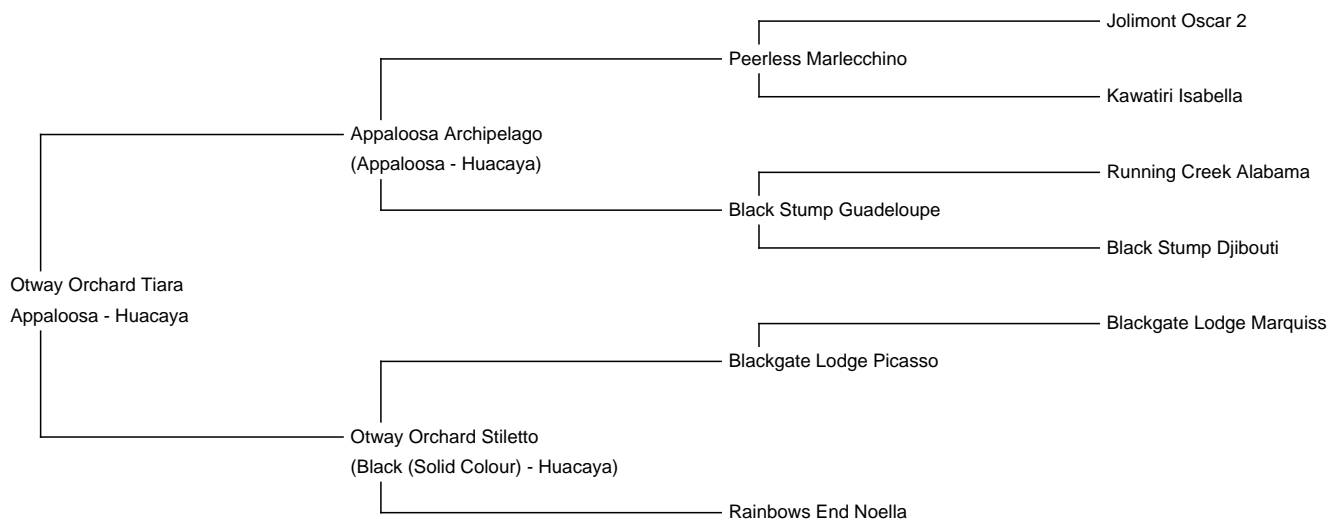 Jolimont Oscar 2
Peerless Marlecchino
Kawatiri Isabella
Appaloosa Archipelago
(Appaloosa - Huacaya)
Running Creek Alabama
Black Stump Guadeloupe
Black Stump Djibouti
Otway Orchard Tiara
Appaloosa - Huacaya
Blackgate Lodge Marquiss
Blackgate Lodge Picasso
Otway Orchard Stiletto
(Black (Solid Colour) - Huacaya)
Rainbows End Noella